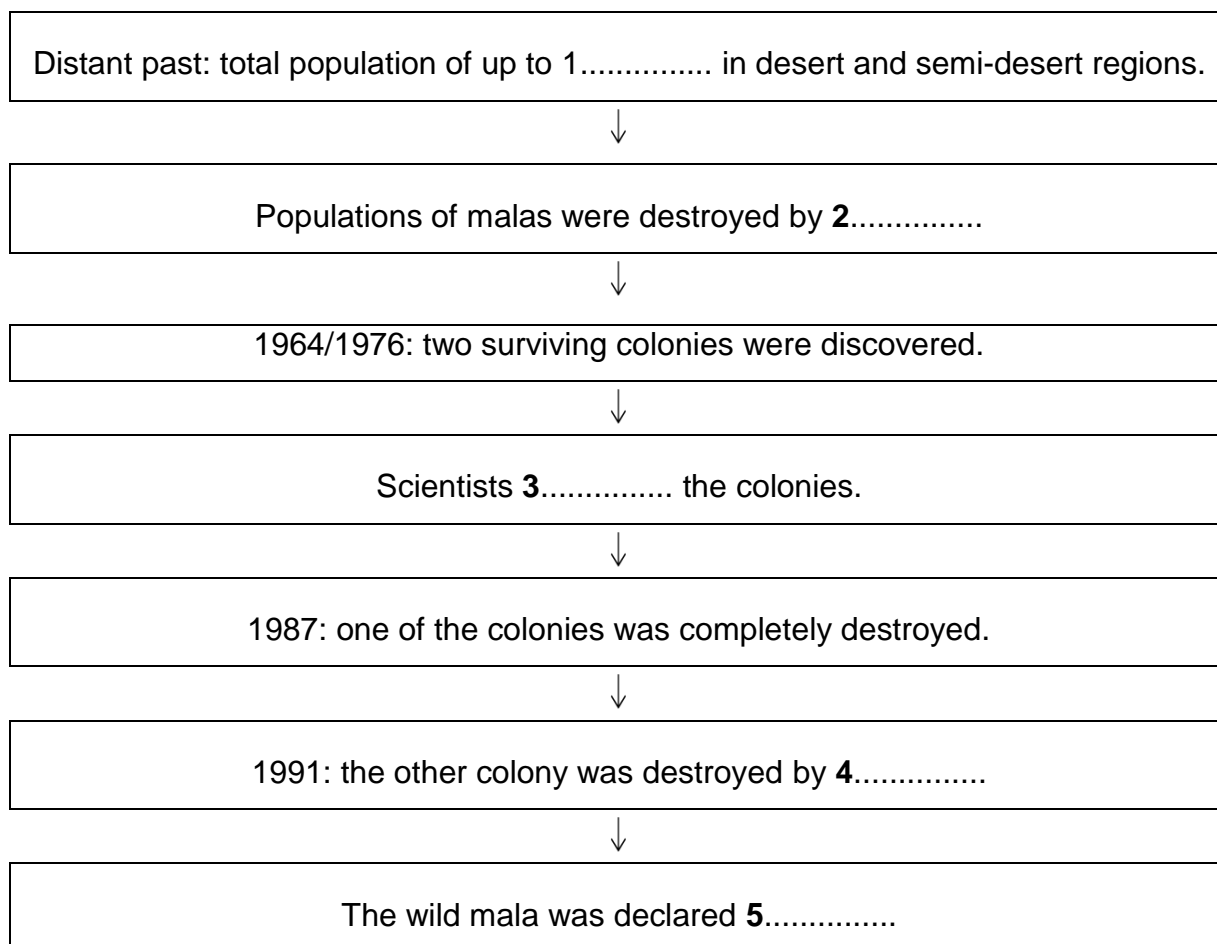 Distant past: total population of up to 1............... in desert and semi-desert regions.
↓
Populations of malas were destroyed by 2...............
↓
1964/1976: two surviving colonies were discovered.
↓
Scientists 3............... the colonies.
↓
1987: one of the colonies was completely destroyed.
↓
1991: the other colony was destroyed by 4...............
↓
The wild mala was declared 5...............